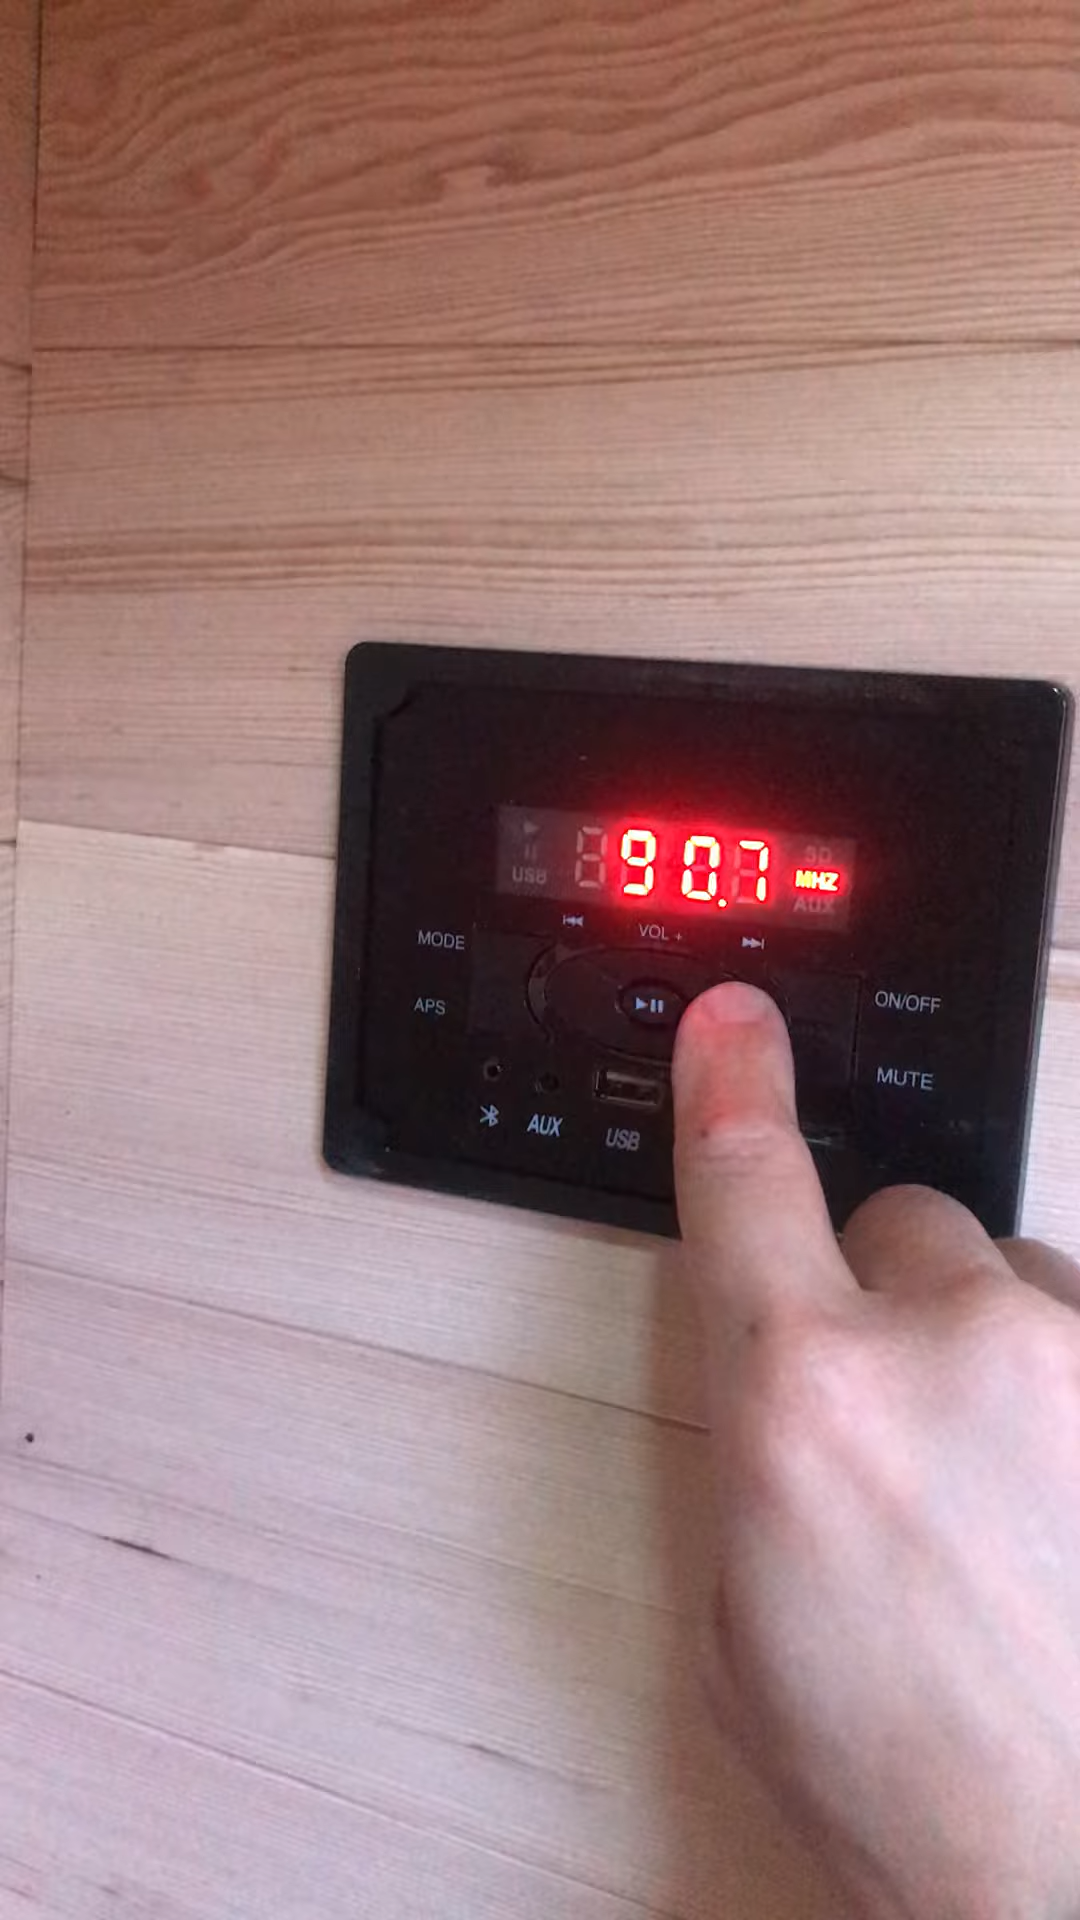 USB
90.7
3D
MHZ
AUX
VOL +
MODE
APS
ON/OFF
MUTE
AUX
USB